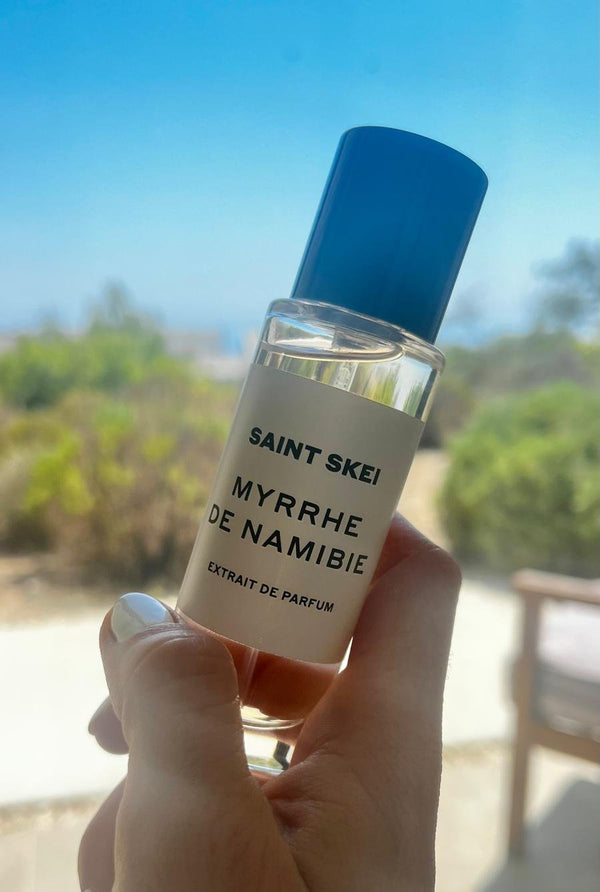 SAINT SKEI
MYRRHE
DE NAMIBIE
EXTRAIT DE PARFUM